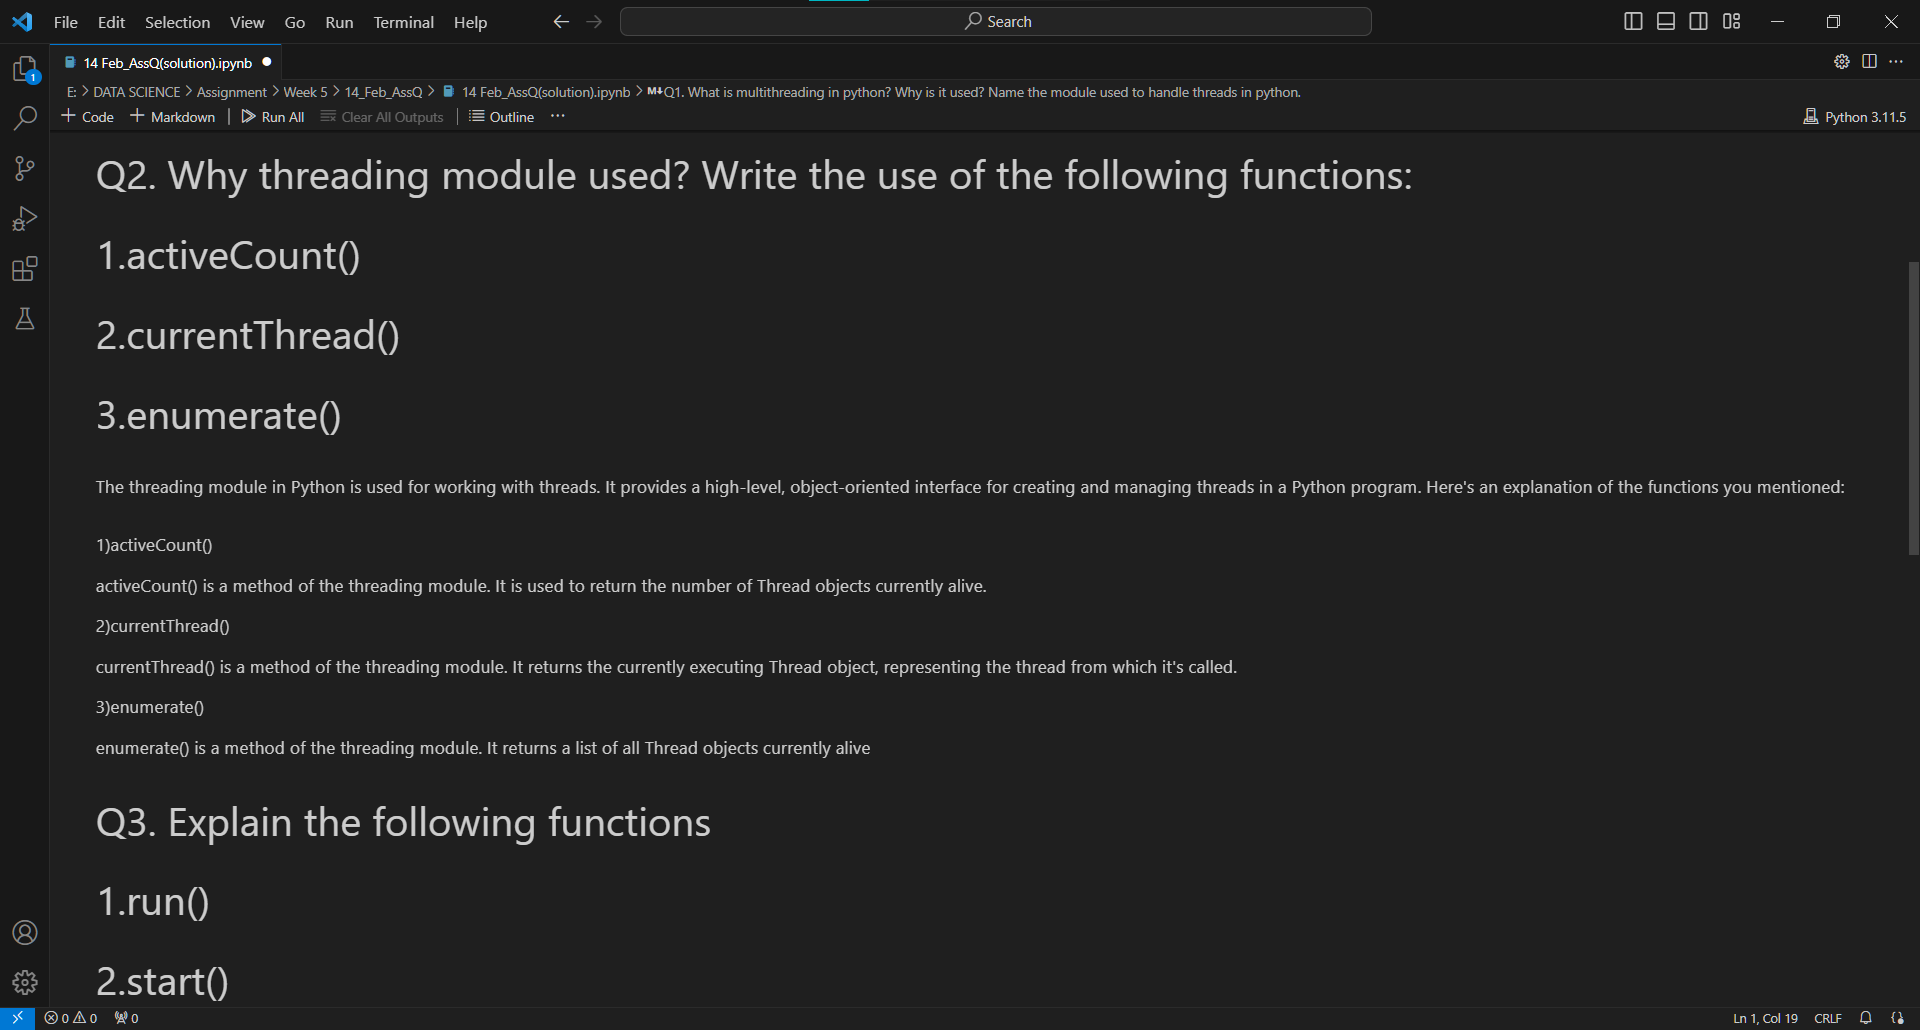 File Edit Selection View Go Run Terminal Help
Search
14 Feb_AssQ(solution).ipynb
E: > DATA SCIENCE > Assignment > Week 5 > 14_Feb_AssQ > 14 Feb_AssQ(solution).ipynb > M↓Q1. What is multithreading in python? Why is it used? Name the module used to handle threads in python.
+ Code + Markdown | Run All Clear All Outputs | Outline ...
Python 3.11.5
1
Q2. Why threading module used? Write the use of the following functions:
1.activeCount()
2.currentThread()
3.enumerate()
The threading module in Python is used for working with threads. It provides a high-level, object-oriented interface for creating and managing threads in a Python program. Here's an explanation of the functions you mentioned:
1)activeCount()
activeCount() is a method of the threading module. It is used to return the number of Thread objects currently alive.
2)currentThread()
currentThread() is a method of the threading module. It returns the currently executing Thread object, representing the thread from which it's called.
3)enumerate()
enumerate() is a method of the threading module. It returns a list of all Thread objects currently alive
Q3. Explain the following functions
1.run()
2.start()
0 0 0
Ln 1, Col 19 CRLF